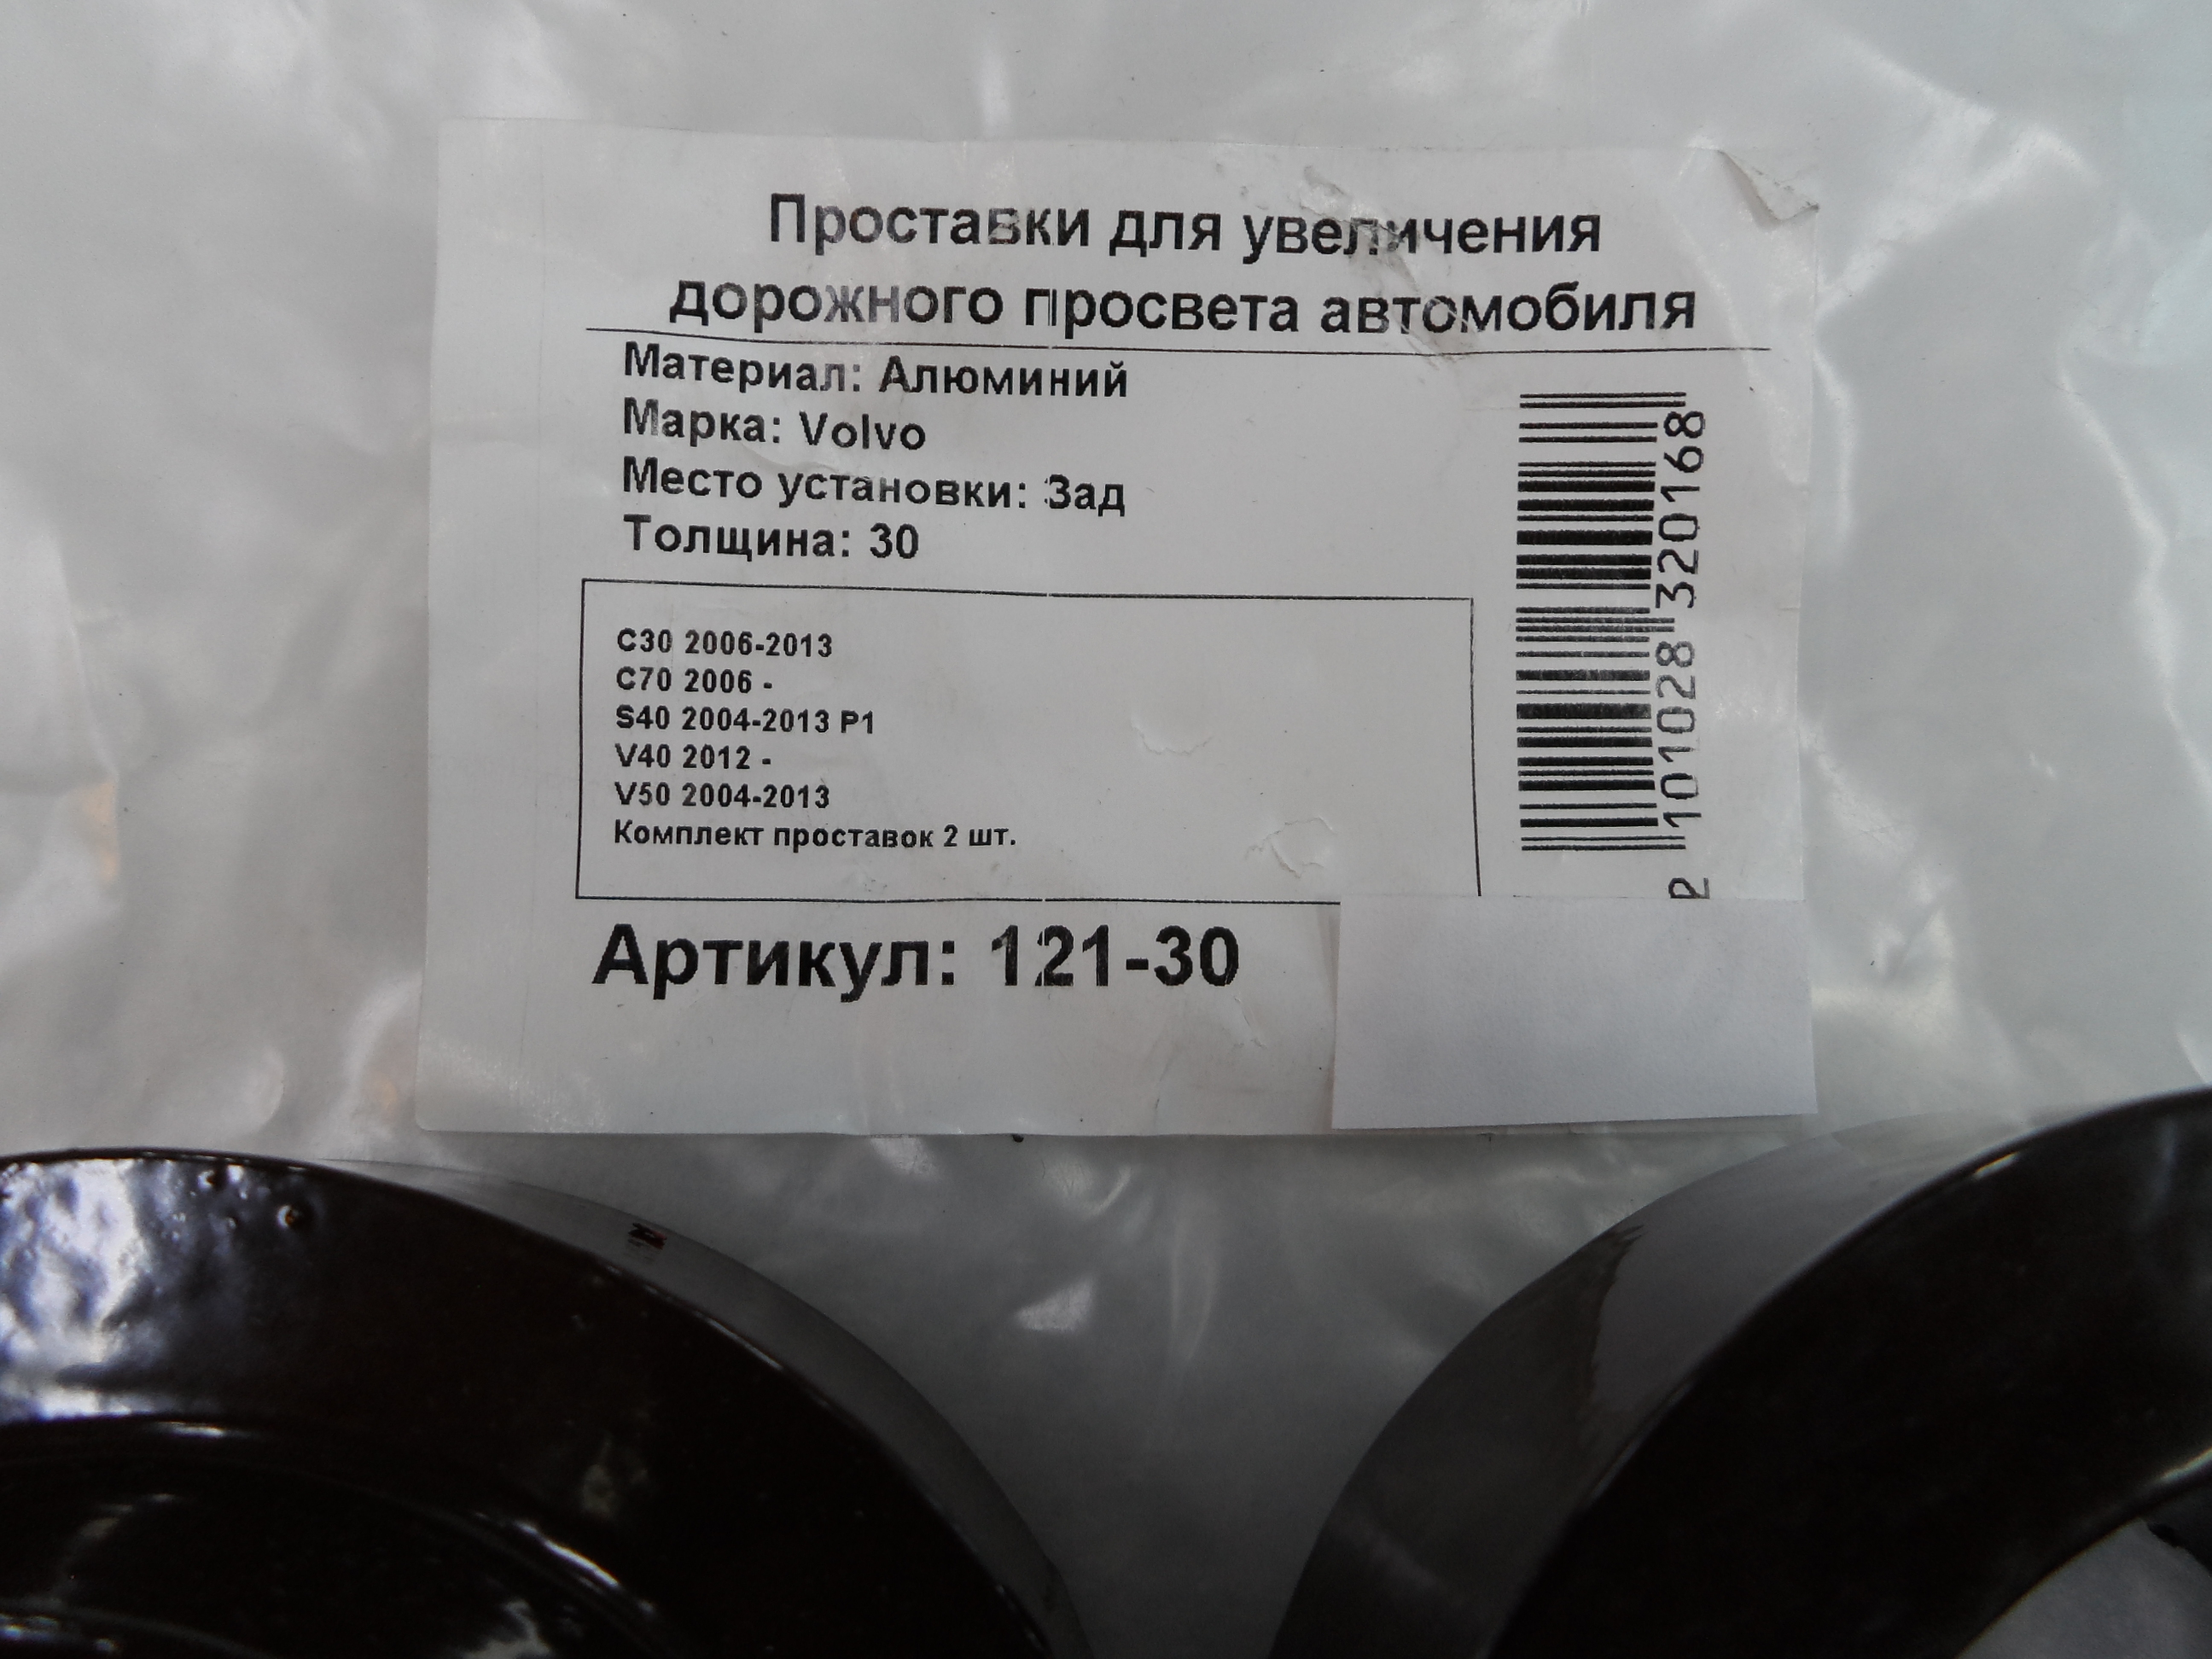 Проставки для увеличения
дорожного просвета автомобиля
Материал: Алюминий
Марка: Volvo
Место установки: Зад
Толщина: 30
C30 2006-2013
C70 2006 -
S40 2004-2013 P1
V40 2012 -
V50 2004-2013
Комплект проставок 2 шт.
Артикул: 121-30
2 101028 320168